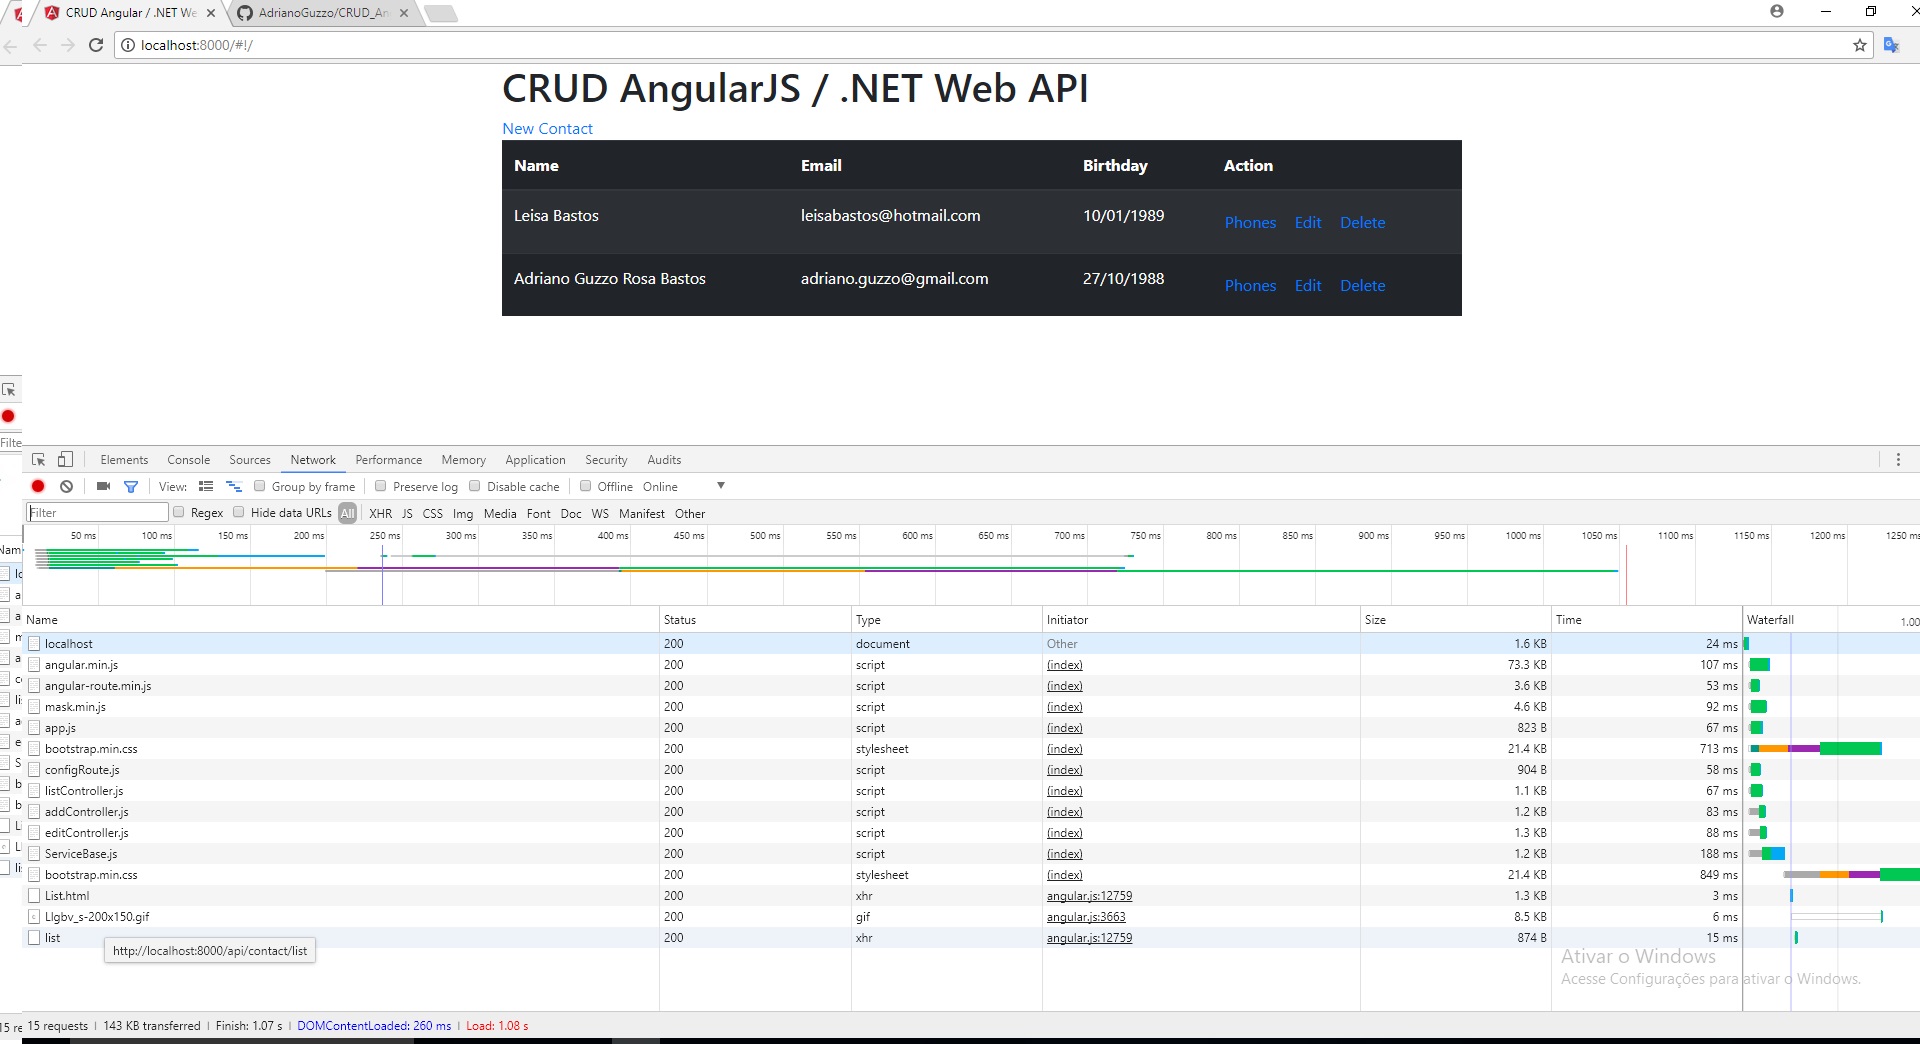 CRUD Angular / .NET We
AdrianoGuzzo/CRUD_An
localhost:8000/#!/
CRUD AngularJS / .NET Web API
New Contact
Name Email Birthday Action
Leisa Bastos leisabastos@hotmail.com 10/01/1989 Phones Edit Delete
Adriano Guzzo Rosa Bastos adriano.guzzo@gmail.com 27/10/1988 Phones Edit Delete
Elements Console Sources Network Performance Memory Application Security Audits
View: Group by frame Preserve log Disable cache Offline Online
Filte
Filter Regex Hide data URLs All XHR JS CSS Img Media Font Doc WS Manifest Other
50 ms 100 ms 150 ms 200 ms 250 ms 300 ms 350 ms 400 ms 450 ms 500 ms 550 ms 600 ms 650 ms 700 ms 750 ms 800 ms 850 ms 900 ms 950 ms 1000 ms 1050 ms 1100 ms 1150 ms 1200 ms 1250 ms
Name Status Type Initiator Size Time Waterfall 1.00
localhost 200 document Other 1.6 KB 24 ms
angular.min.js 200 script (index) 73.3 KB 107 ms
angular-route.min.js 200 script (index) 3.6 KB 53 ms
mask.min.js 200 script (index) 4.6 KB 92 ms
app.js 200 script (index) 823 B 67 ms
bootstrap.min.css 200 stylesheet (index) 21.4 KB 713 ms
configRoute.js 200 script (index) 904 B 58 ms
listController.js 200 script (index) 1.1 KB 67 ms
addController.js 200 script (index) 1.2 KB 83 ms
editController.js 200 script (index) 1.3 KB 88 ms
ServiceBase.js 200 script (index) 1.2 KB 188 ms
bootstrap.min.css 200 stylesheet (index) 21.4 KB 849 ms
List.html 200 xhr angular.js:12759 1.3 KB 3 ms
LIgbv_s-200x150.gif 200 gif angular.js:3663 8.5 KB 6 ms
list 200 xhr angular.js:12759 874 B 15 ms
http://localhost:8000/api/contact/list
Ativar o Windows
Acesse Configurações para ativar o Windows.
15 re
15 requests | 143 KB transferred | Finish: 1.07 s | DOMContentLoaded: 260 ms | Load: 1.08 s